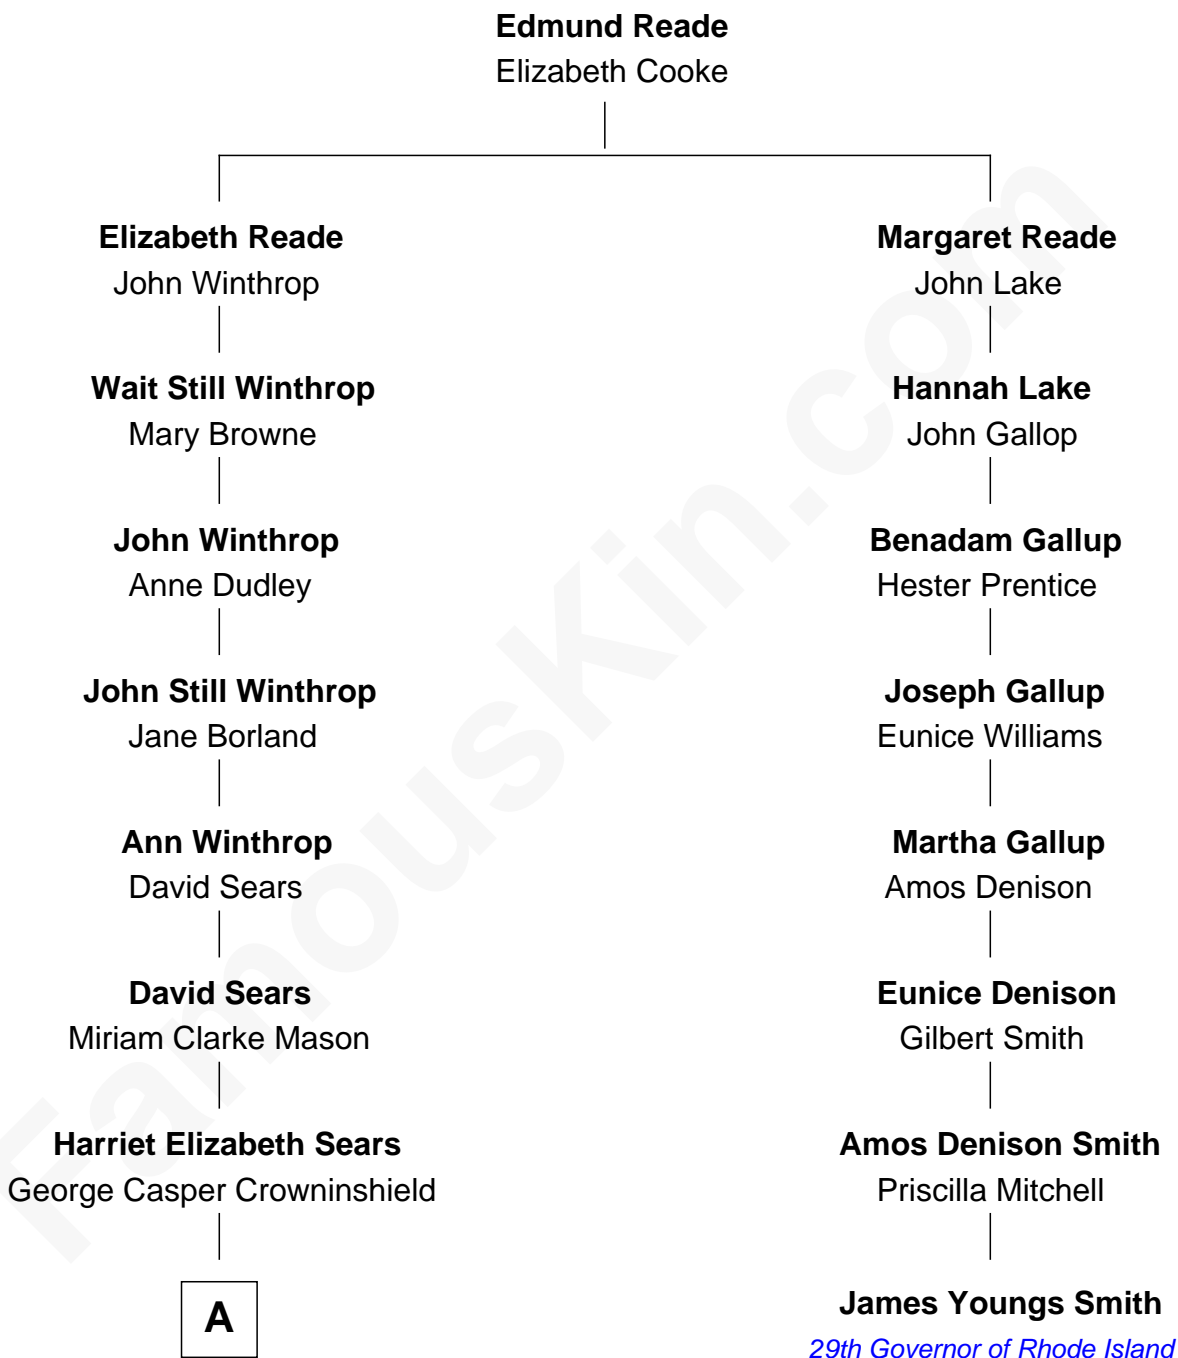 Edmund Reade
Elizabeth Cooke
Elizabeth Reade
John Winthrop
Margaret Reade
John Lake
Wait Still Winthrop
Mary Browne
Hannah Lake
John Gallop
John Winthrop
Anne Dudley
Benadam Gallup
Hester Prentice
John Still Winthrop
Jane Borland
Joseph Gallup
Eunice Williams
Ann Winthrop
David Sears
Martha Gallup
Amos Denison
David Sears
Miriam Clarke Mason
Eunice Denison
Gilbert Smith
Harriet Elizabeth Sears
George Casper Crowninshield
Amos Denison Smith
Priscilla Mitchell
A
James Youngs Smith
29th Governor of Rhode Island
FamousKin.com